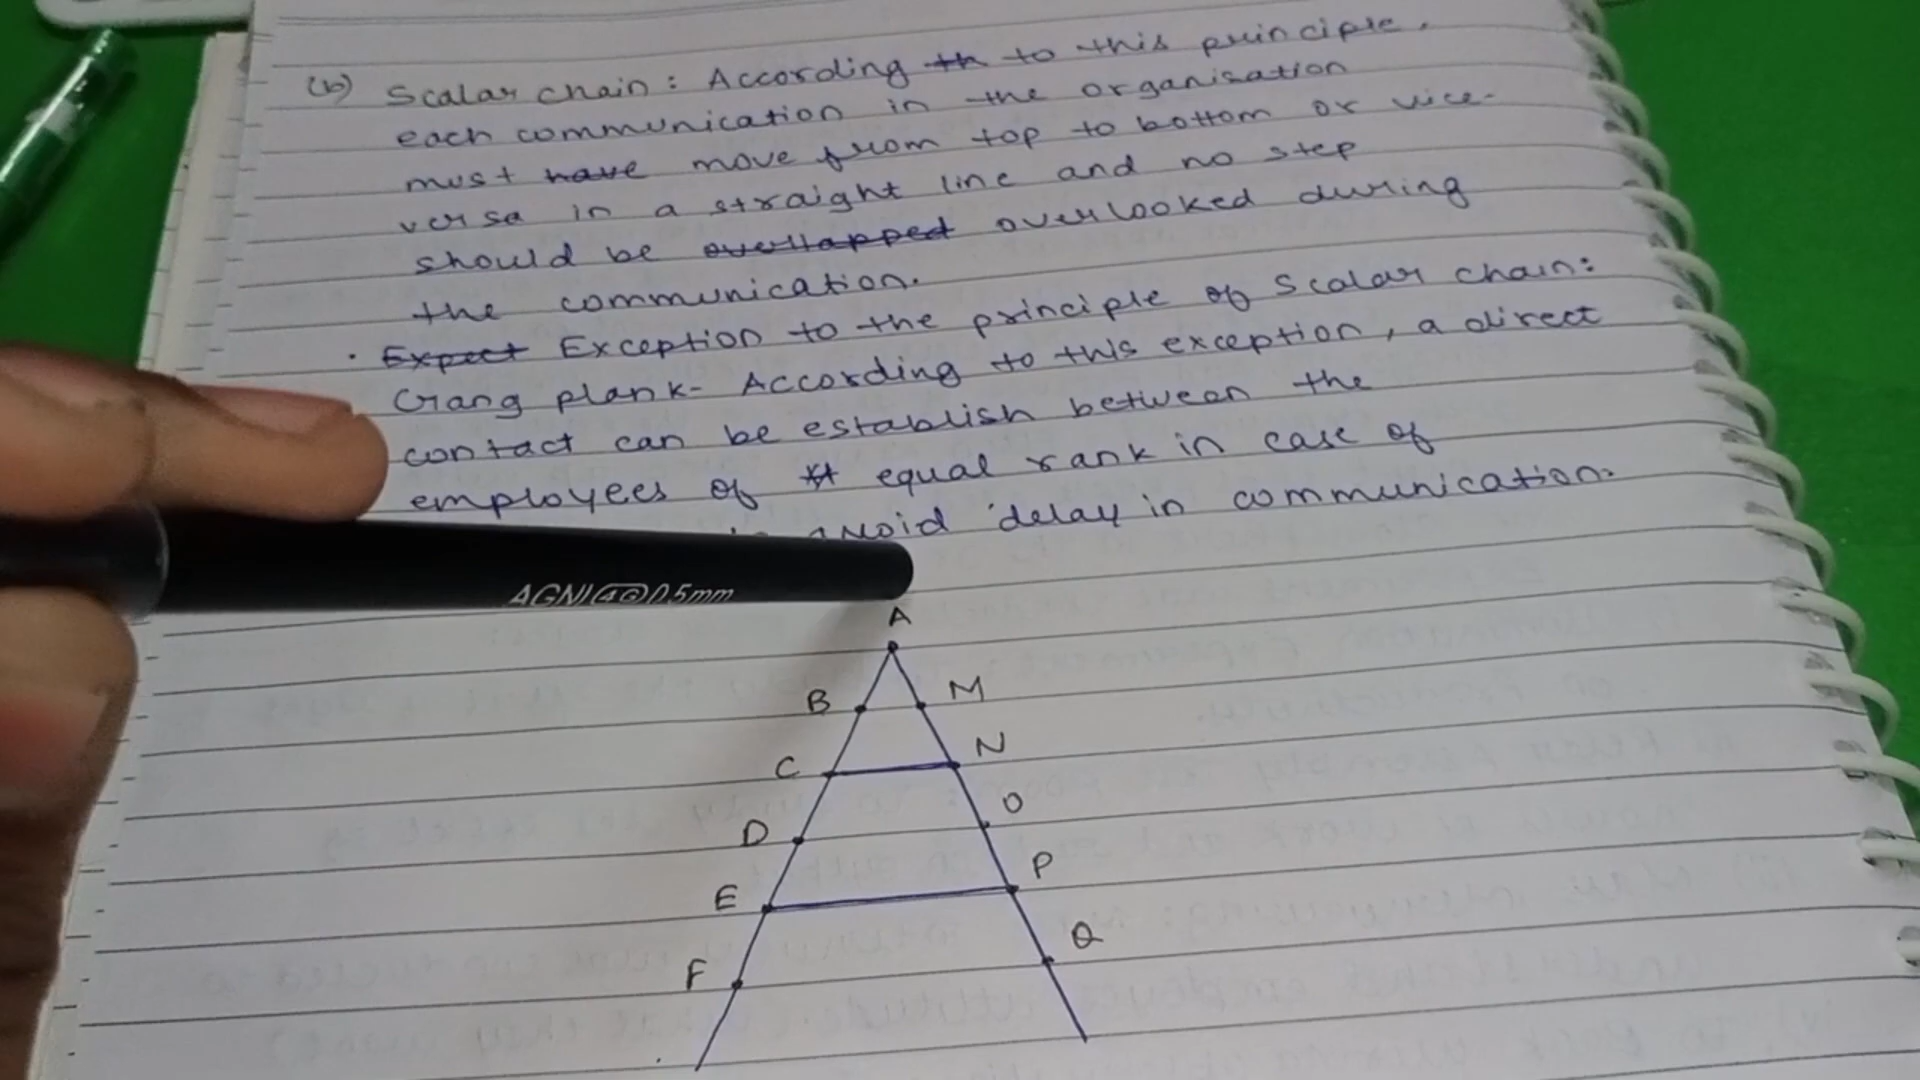 (b) Scalar chain: According th to this principle,
each communication in the organisation
must have move from top to bottom or vice-
versa in a straight line and no step
should be overlapped overlooked during
the communication.
. Expect Exception to the principle of Scalar chain:
Gang plank- According to this exception, a direct
contact can be establish between the
employees of equal rank in case of
avoid delay in communication.
AGNI 0.5mm
A
B M
C N
D O
E P
F Q